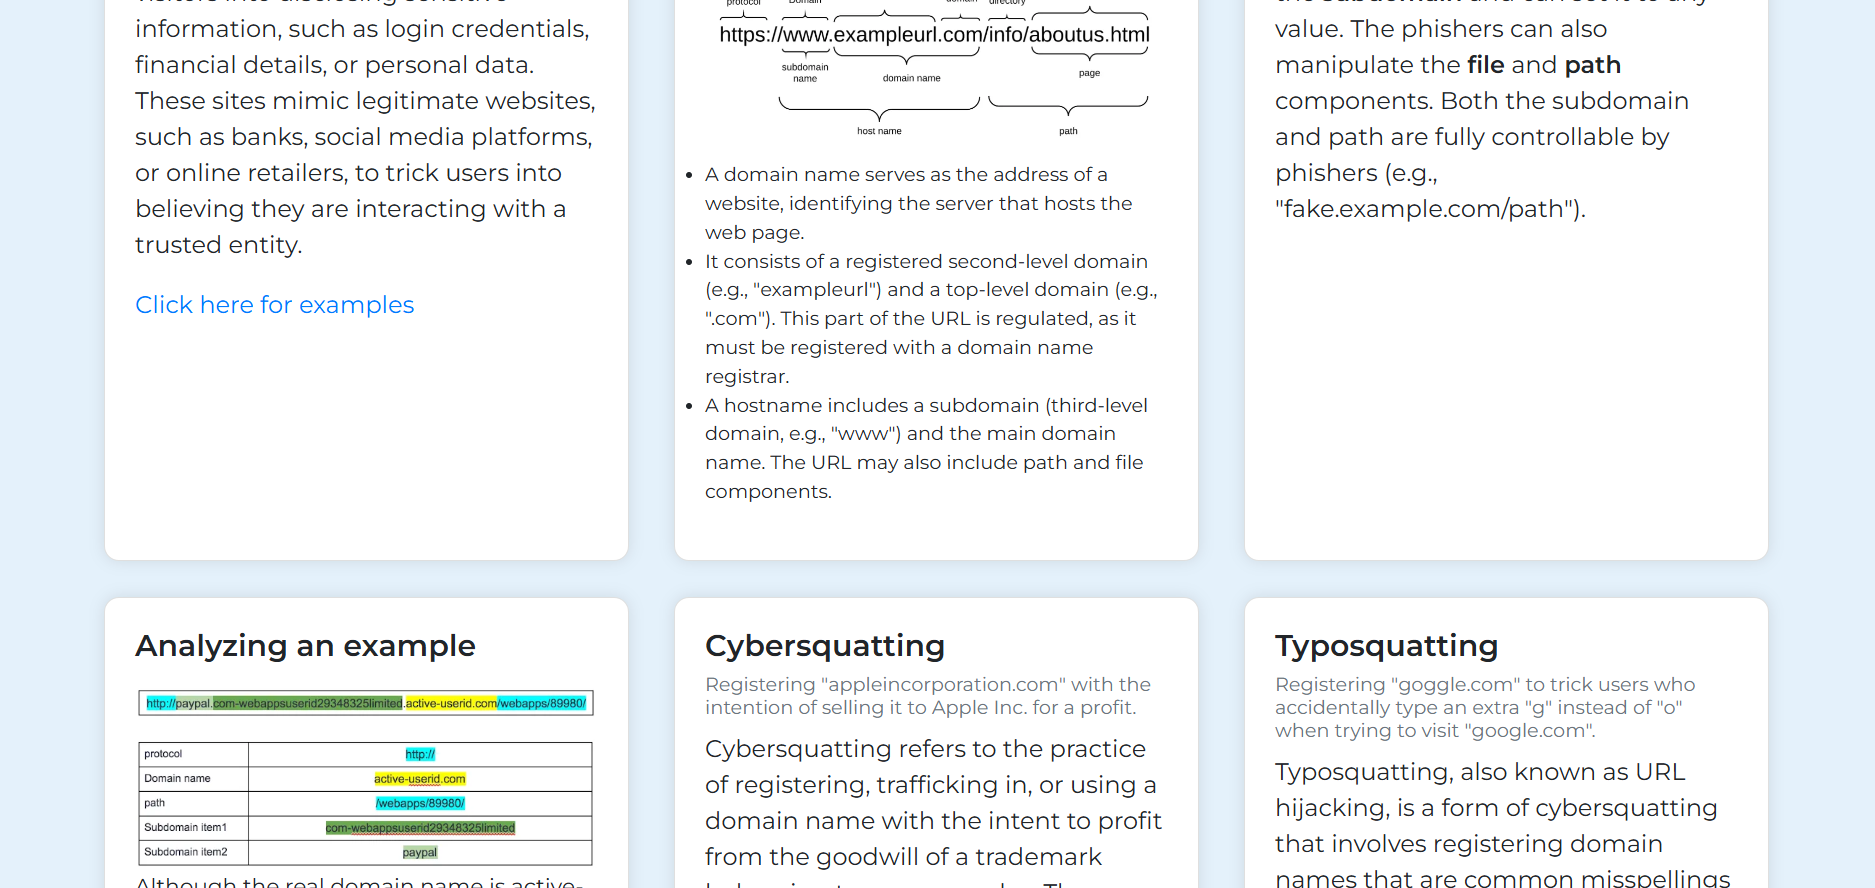 information, such as login credentials,
financial details, or personal data.
These sites mimic legitimate websites,
such as banks, social media platforms,
or online retailers, to trick users into
believing they are interacting with a
trusted entity.
Click here for examples
protocol
https://www.exampleurl.com/info/aboutus.html
subdomain
name
domain name
page
host name
path
• A domain name serves as the address of a
website, identifying the server that hosts the
web page.
• It consists of a registered second-level domain
(e.g., "exampleurl") and a top-level domain (e.g.,
".com"). This part of the URL is regulated, as it
must be registered with a domain name
registrar.
• A hostname includes a subdomain (third-level
domain, e.g., "www") and the main domain
name. The URL may also include path and file
components.
value. The phishers can also
manipulate the file and path
components. Both the subdomain
and path are fully controllable by
phishers (e.g.,
"fake.example.com/path").
Analyzing an example
http://paypal.com-webappsuserid29348325limited.active-userid.com/webapps/89980/
protocol http://
Domain name active-userid.com
path /webapps/89980/
Subdomain item1 com-webappsuserid29348325limited
Subdomain item2 paypal
Although the real domain name is active-
Cybersquatting
Registering "appleincorporation.com" with the
intention of selling it to Apple Inc. for a profit.
Cybersquatting refers to the practice
of registering, trafficking in, or using a
domain name with the intent to profit
from the goodwill of a trademark
Typosquatting
Registering "goggle.com" to trick users who
accidentally type an extra "g" instead of "o"
when trying to visit "google.com".
Typosquatting, also known as URL
hijacking, is a form of cybersquatting
that involves registering domain
names that are common misspellings